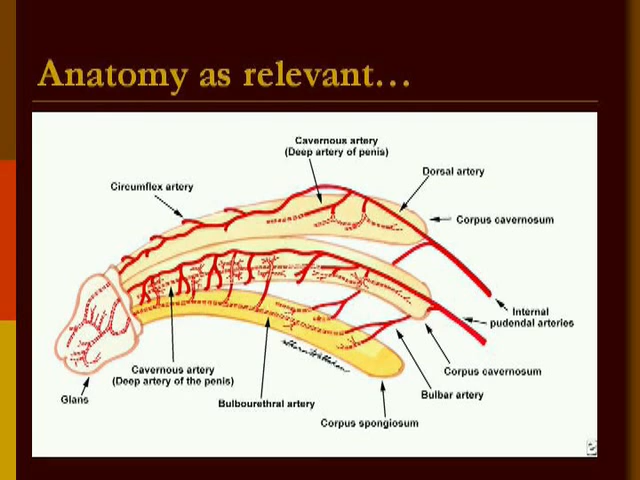 Anatomy as relevant…
Cavernous artery
(Deep artery of penis)
Dorsal artery
Circumflex artery
Corpus cavernosum
Internal
pudendal arteries
Cavernous artery
(Deep artery of the penis)
Corpus cavernosum
Bulbar artery
Glans
Bulbourethral artery
Corpus spongiosum